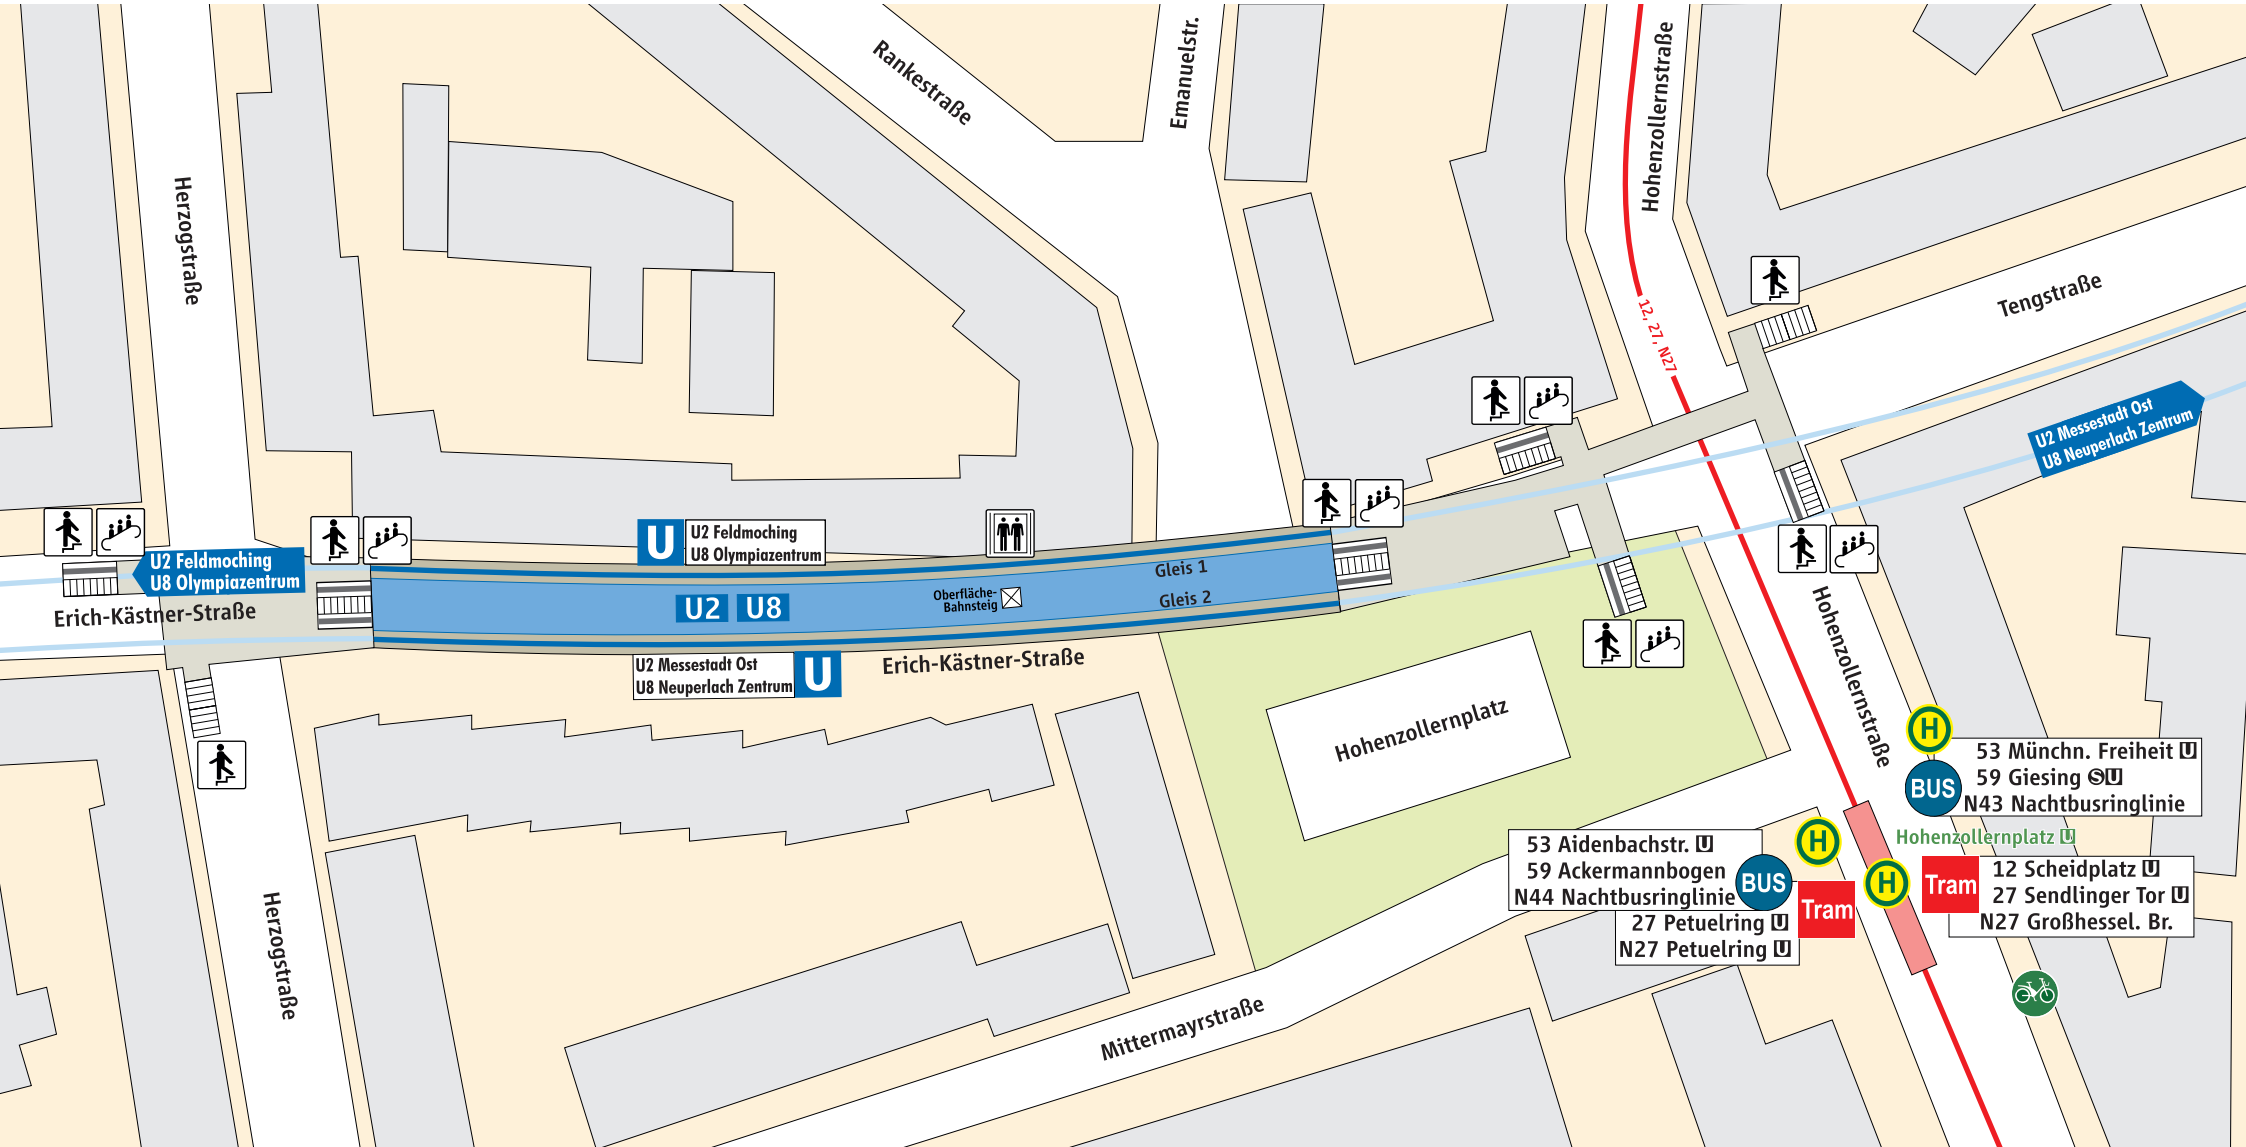 Rankestraße
Emanuelstr.
Hohenzollernstraße
Herzogstraße
12, 27, N27
Tengstraße
U2 Messestadt Ost
U8 Neuperlach Zentrum
U2 Feldmoching
U8 Olympiazentrum
Erich-Kästner-Straße
U
U2 Feldmoching
U8 Olympiazentrum
Gleis 1
Gleis 2
U2 U8
Oberfläche-
Bahnsteig
U2 Messestadt Ost
U8 Neuperlach Zentrum
U
Erich-Kästner-Straße
Hohenzollernplatz
Hohenzollernstraße
H
BUS
53 Münchn. Freiheit U
59 Giesing S U
N43 Nachtbusringlinie
Hohenzollernplatz U
H
53 Aidenbachstr. U
59 Ackermannbogen
N44 Nachtbusringlinie
BUS
Tram
27 Petuelring U
N27 Petuelring U
H
Tram
12 Scheidplatz U
27 Sendlinger Tor U
N27 Großhessel. Br.
Herzogstraße
Mittermayrstraße